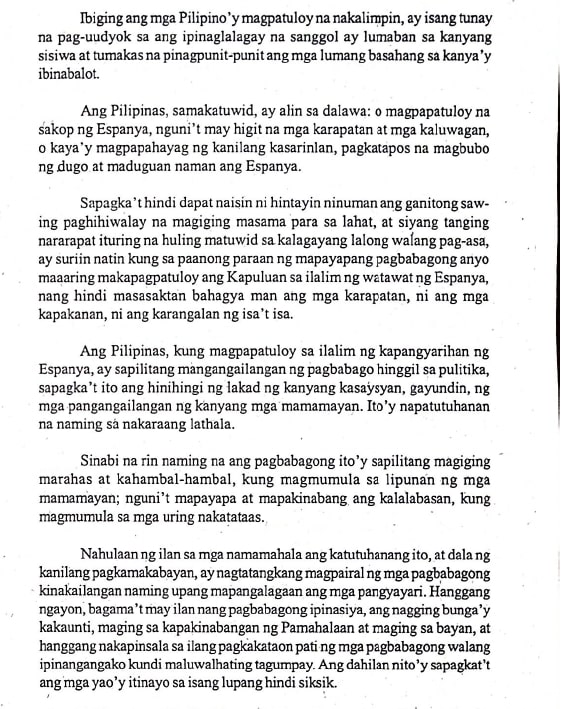 Ibiging ang mga Pilipino'y magpatuloy na nakalimpin, ay isang tunay
na pag-uudyok sa ang ipinaglalagay na sanggol ay lumaban sa kanyang
sisiwa at tumakas na pinagpunit-punit ang mga lumang basahang sa kanya'y
ibinabalot.
Ang Pilipinas, samakatuwid, ay alin sa dalawa: o magpapatuloy na
sakop ng Espanya, nguni't may higit na mga karapatan at mga kaluwagan,
o kaya'y magpapahayag ng kanilang kasarinlan, pagkatapos na magbubo
ng dugo at maduguan naman ang Espanya.
Sapagka't hindi dapat naisin ni hintayin ninuman ang ganitong saw-
ing paghihiwalay na magiging masama para sa lahat, at siyang tanging
nararapat ituring na huling matuwid sa kalagayang lalong walang pag-asa,
ay suriin natin kung sa paanong paraan ng mapayapang pagbabagong anyo
maaaring makapagpatuloy ang Kapuluan sa ilalim ng watawat ng Espanya,
nang hindi masasaktan bahagya man ang mga karapatan, ni ang mga
kapakanan, ni ang karangalan ng isa't isa.
Ang Pilipinas, kung magpapatuloy sa ilalim ng kapangyarihan ng
Espanya, ay sapilitang mangangailangan ng pagbabago hinggil sa pulitika,
sapagka't ito ang hinihingi ng lakad ng kanyang kasaysyan, gayundin, ng
mga pangangailangan ng kanyang mga mamamayan. Ito'y napatutuhanan
na naming sa nakaraang lathala.
Sinabi na rin naming na ang pagbabagong ito'y sapilitang magiging
marahas at kahambal-hambal, kung magmumula sa lipunan ng mga
mamamayan; nguni't mapayapa at mapakinabang ang kalalabasan, kung
magmumula sa mga uring nakatataas.
Nahulaan ng ilan sa mga namamahala ang katutuhanang ito, at dala ng
kanilang pagkamakabayan, ay nagtatangkang magpairal ng mga pagbabagong
kinakailangan naming upang mapangalagaan ang mga pangyayari. Hanggang
ngayon, bagama't may ilan nang pagbabagong ipinasiya, ang nagging bunga'y
kakaunti, maging sa kapakinabangan ng Pamahalaan at maging sa bayan, at
hanggang nakapinsala sa ilang pagkakataon pati ng mga pagbabagong walang
ipinangangako kundi maluwalhating tagumpay. Ang dahilan nito'y sapagkat't
ang mga yao'y itinayo sa isang lupang hindi siksik.